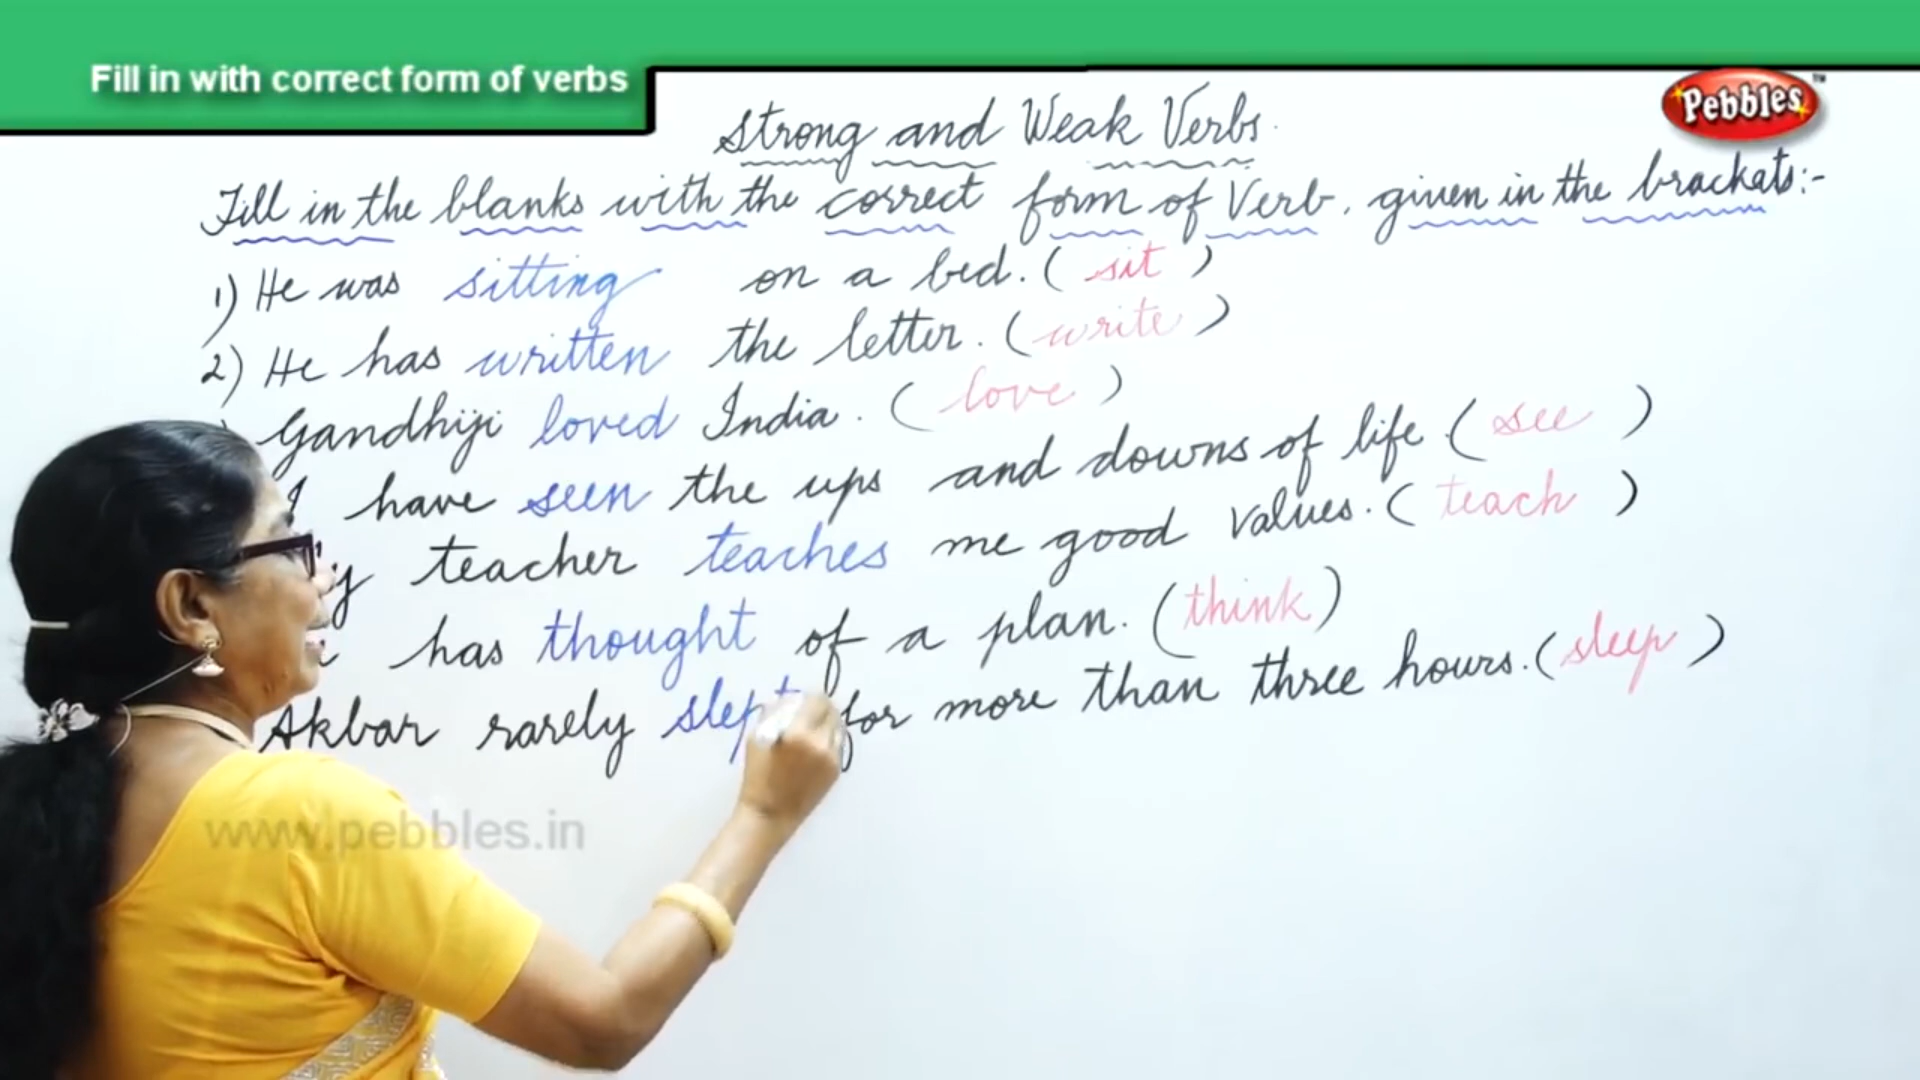 Fill in with correct form of verbs
Pebbles™
Strong and Weak Verbs.
Fill in the blanks with the correct form of Verb, given in the brackats:-
1) He was sitting on a bed. (sit)
2) He has written the letter. (write)
Gandhiji loved India. (love)
I have seen the ups and downs of life. (see)
teacher teaches me good values. (teach)
has thought of a plan. (think)
Akbar rarely slept for more than three hours. (sleep)
www.pebbles.in